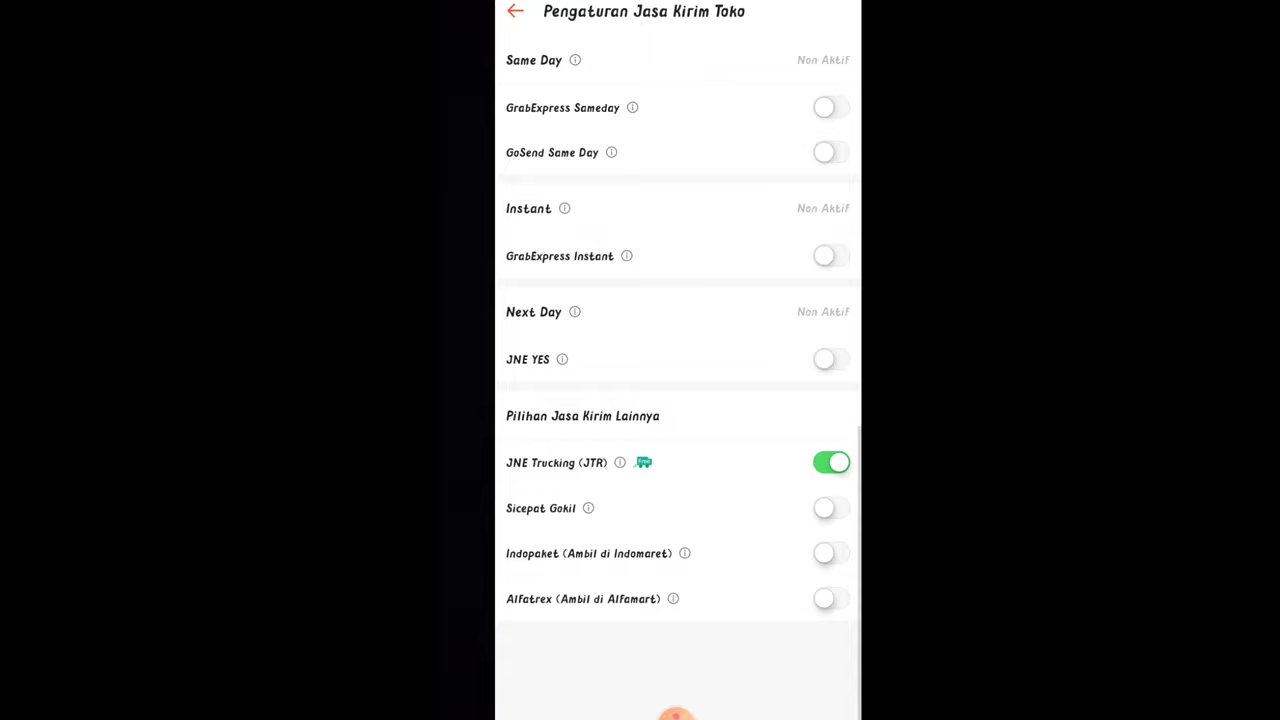 Pengaturan Jasa Kirim Toko
Same Day Non Aktif
GrabExpress Sameday
GoSend Same Day
Instant Non Aktif
GrabExpress Instant
Next Day Non Aktif
JNE YES
Pilihan Jasa Kirim Lainnya
JNE Trucking (JTR) Free
Sicepat Gokil
Indopaket (Ambil di Indomaret)
Alfatrex (Ambil di Alfamart)